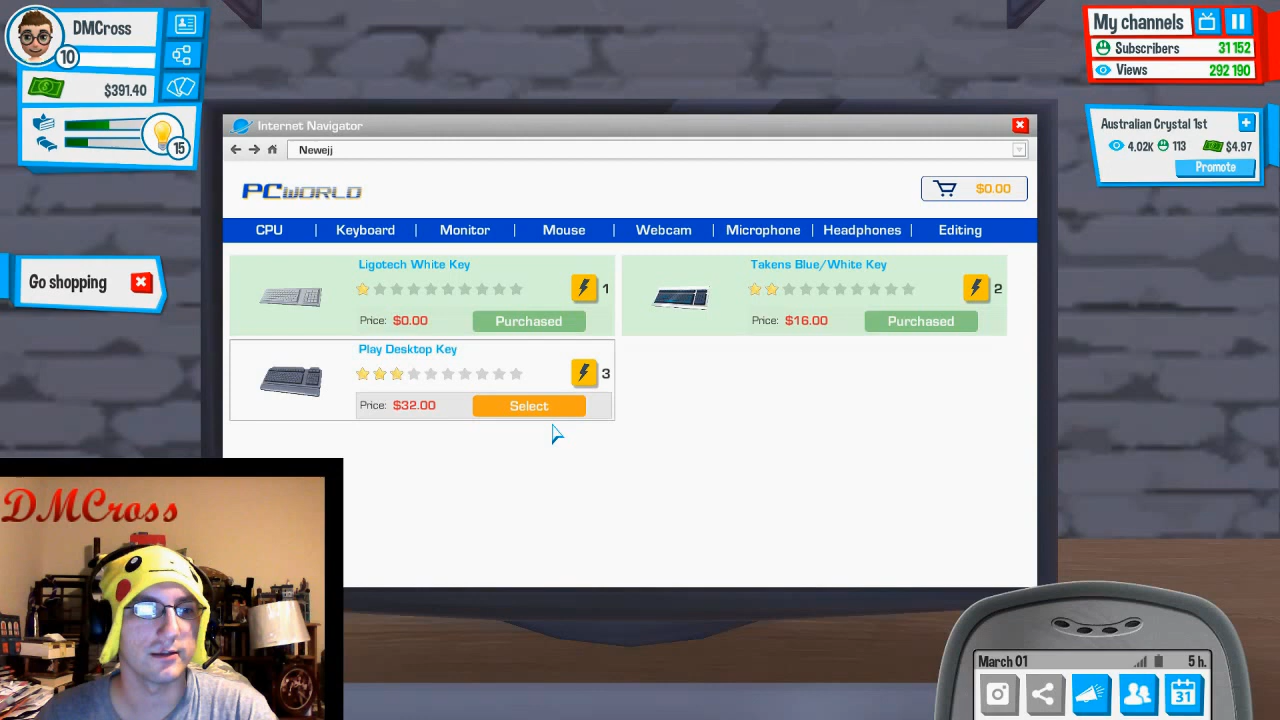 DMCross
10
$391.40
15
My channels
Subscribers 31 152
Views 292 190
Australian Crystal 1st
4.02K 113 $4.97
Promote
Go shopping
Internet Navigator
Newejj
PCWORLD
$0.00
CPU | Keyboard | Monitor | Mouse | Webcam | Microphone | Headphones | Editing
Ligotech White Key
1
Price: $0.00 Purchased
Takens Blue/White Key
2
Price: $16.00 Purchased
Play Desktop Key
3
Price: $32.00 Select
DMCross
March 01 5 h.
31